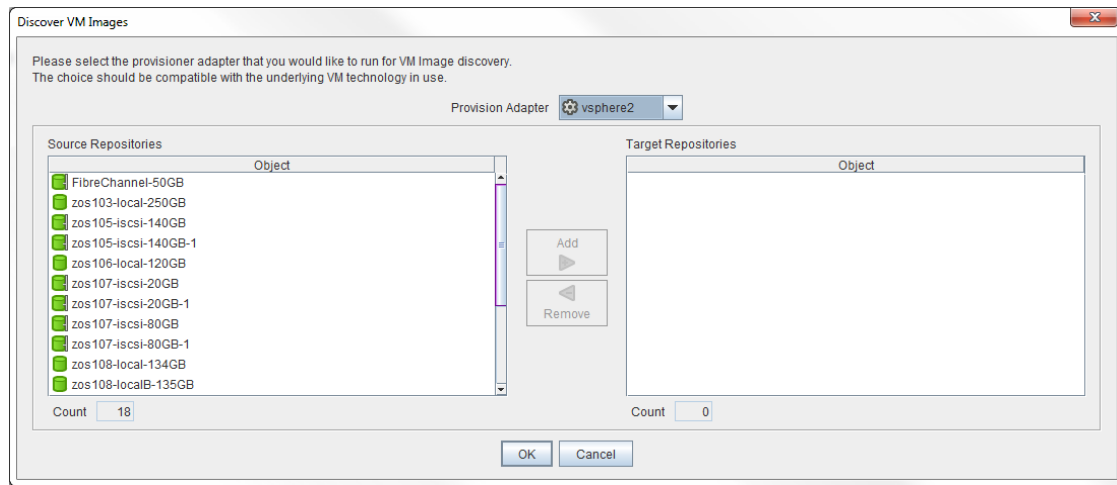 Discover VM Images
Please select the provisioner adapter that you would like to run for VM Image discovery.
The choice should be compatible with the underlying VM technology in use.
Provision Adapter vsphere2
Source Repositories
Object
FibreChannel-50GB
zos103-local-250GB
zos105-iscsi-140GB
zos105-iscsi-140GB-1
zos106-local-120GB
zos107-iscsi-20GB
zos107-iscsi-20GB-1
zos107-iscsi-80GB
zos107-iscsi-80GB-1
zos108-local-134GB
zos108-localB-135GB
Count 18
Add
Remove
Target Repositories
Object
Count 0
OK Cancel